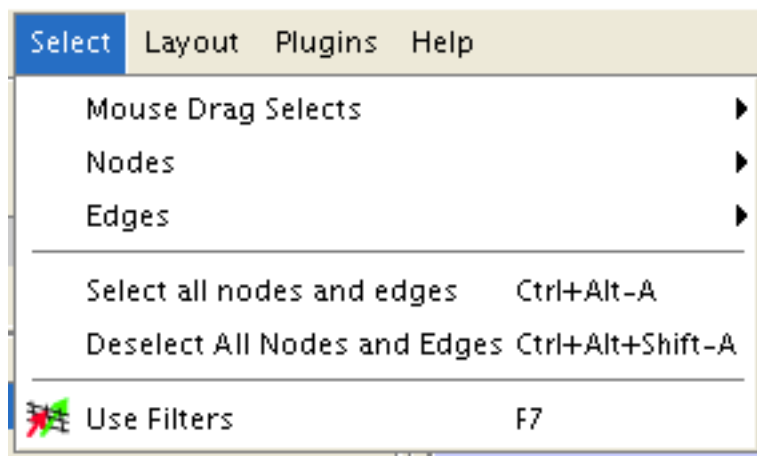 Select Layout Plugins Help
Mouse Drag Selects
Nodes
Edges
Select all nodes and edges Ctrl+Alt-A
Deselect All Nodes and Edges Ctrl+Alt+Shift-A
Use Filters F7